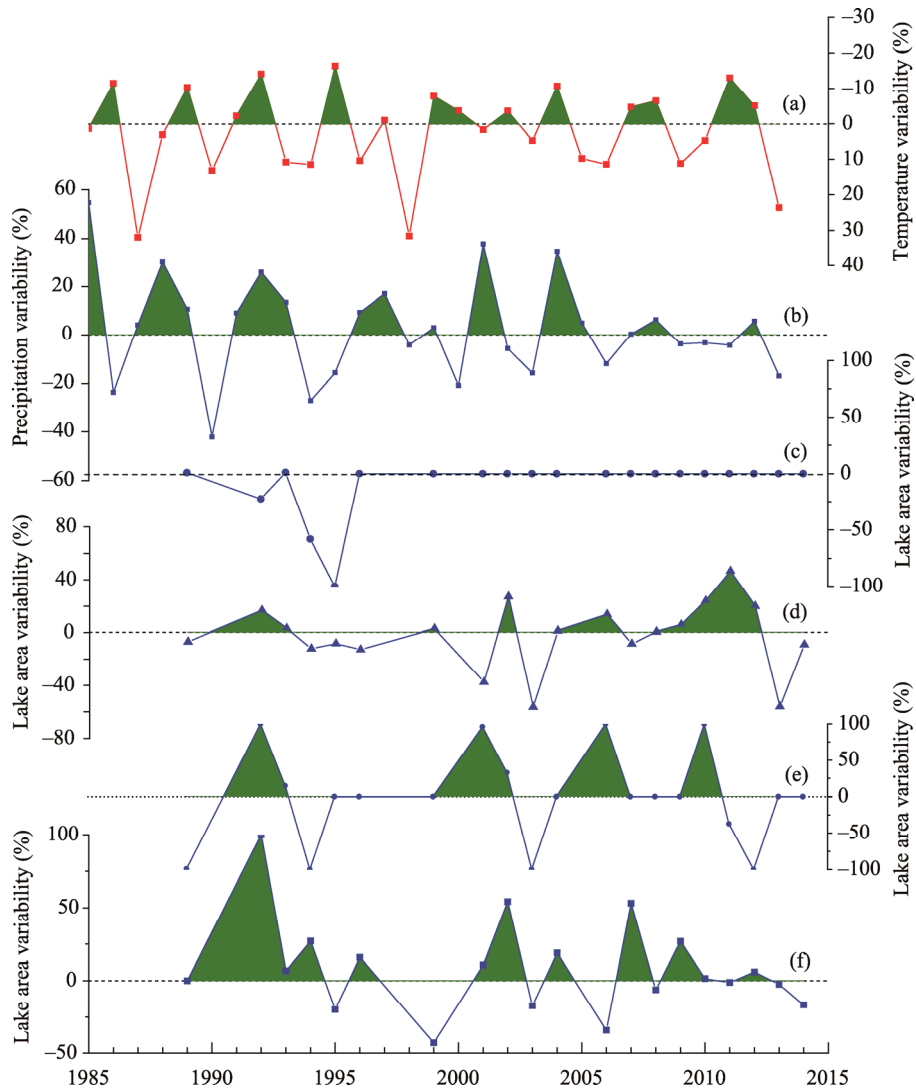 −30
−20
−10
0
10
20
30
40
Temperature variability (%)
(a)
60
40
20
0
−20
−40
−60
Precipitation variability (%)
(b)
100
50
0
−50
−100
Lake area variability (%)
(c)
80
40
0
−40
−80
Lake area variability (%)
(d)
100
50
0
−50
−100
Lake area variability (%)
(e)
100
50
0
−50
Lake area variability (%)
(f)
1985 1990 1995 2000 2005 2010 2015